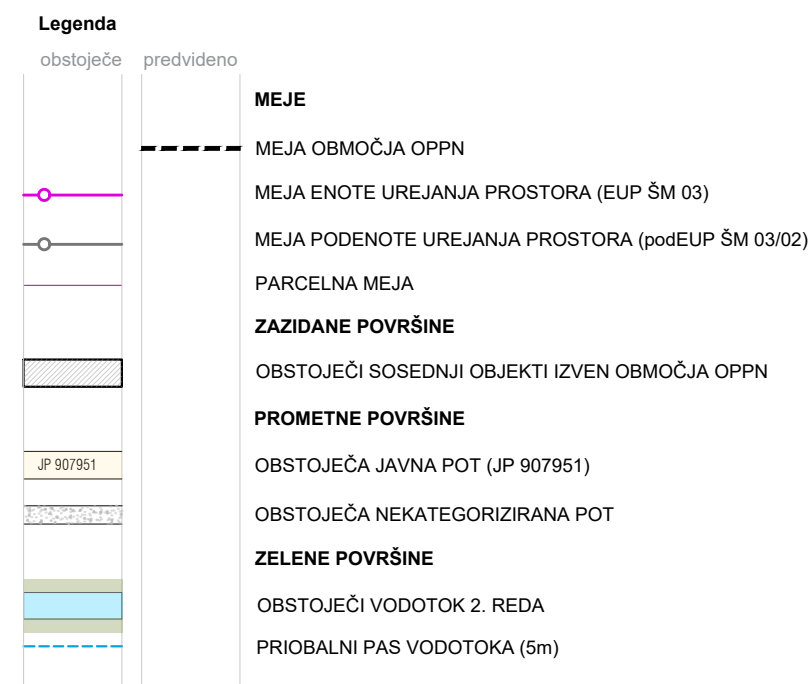 Legenda
obstoječe predvideno
MEJE
MEJA OBMOČJA OPPN
MEJA ENOTE UREJANJA PROSTORA (EUP ŠM 03)
MEJA PODENOTE UREJANJA PROSTORA (podEUP ŠM 03/02)
PARCELNA MEJA
ZAZIDANE POVRŠINE
OBSTOJEČI SOSEDNJI OBJEKTI IZVEN OBMOČJA OPPN
PROMETNE POVRŠINE
JP 907951 OBSTOJEČA JAVNA POT (JP 907951)
OBSTOJEČA NEKATEGORIZIRANA POT
ZELENE POVRŠINE
OBSTOJEČI VODOTOK 2. REDA
PRIOBALNI PAS VODOTOKA (5m)